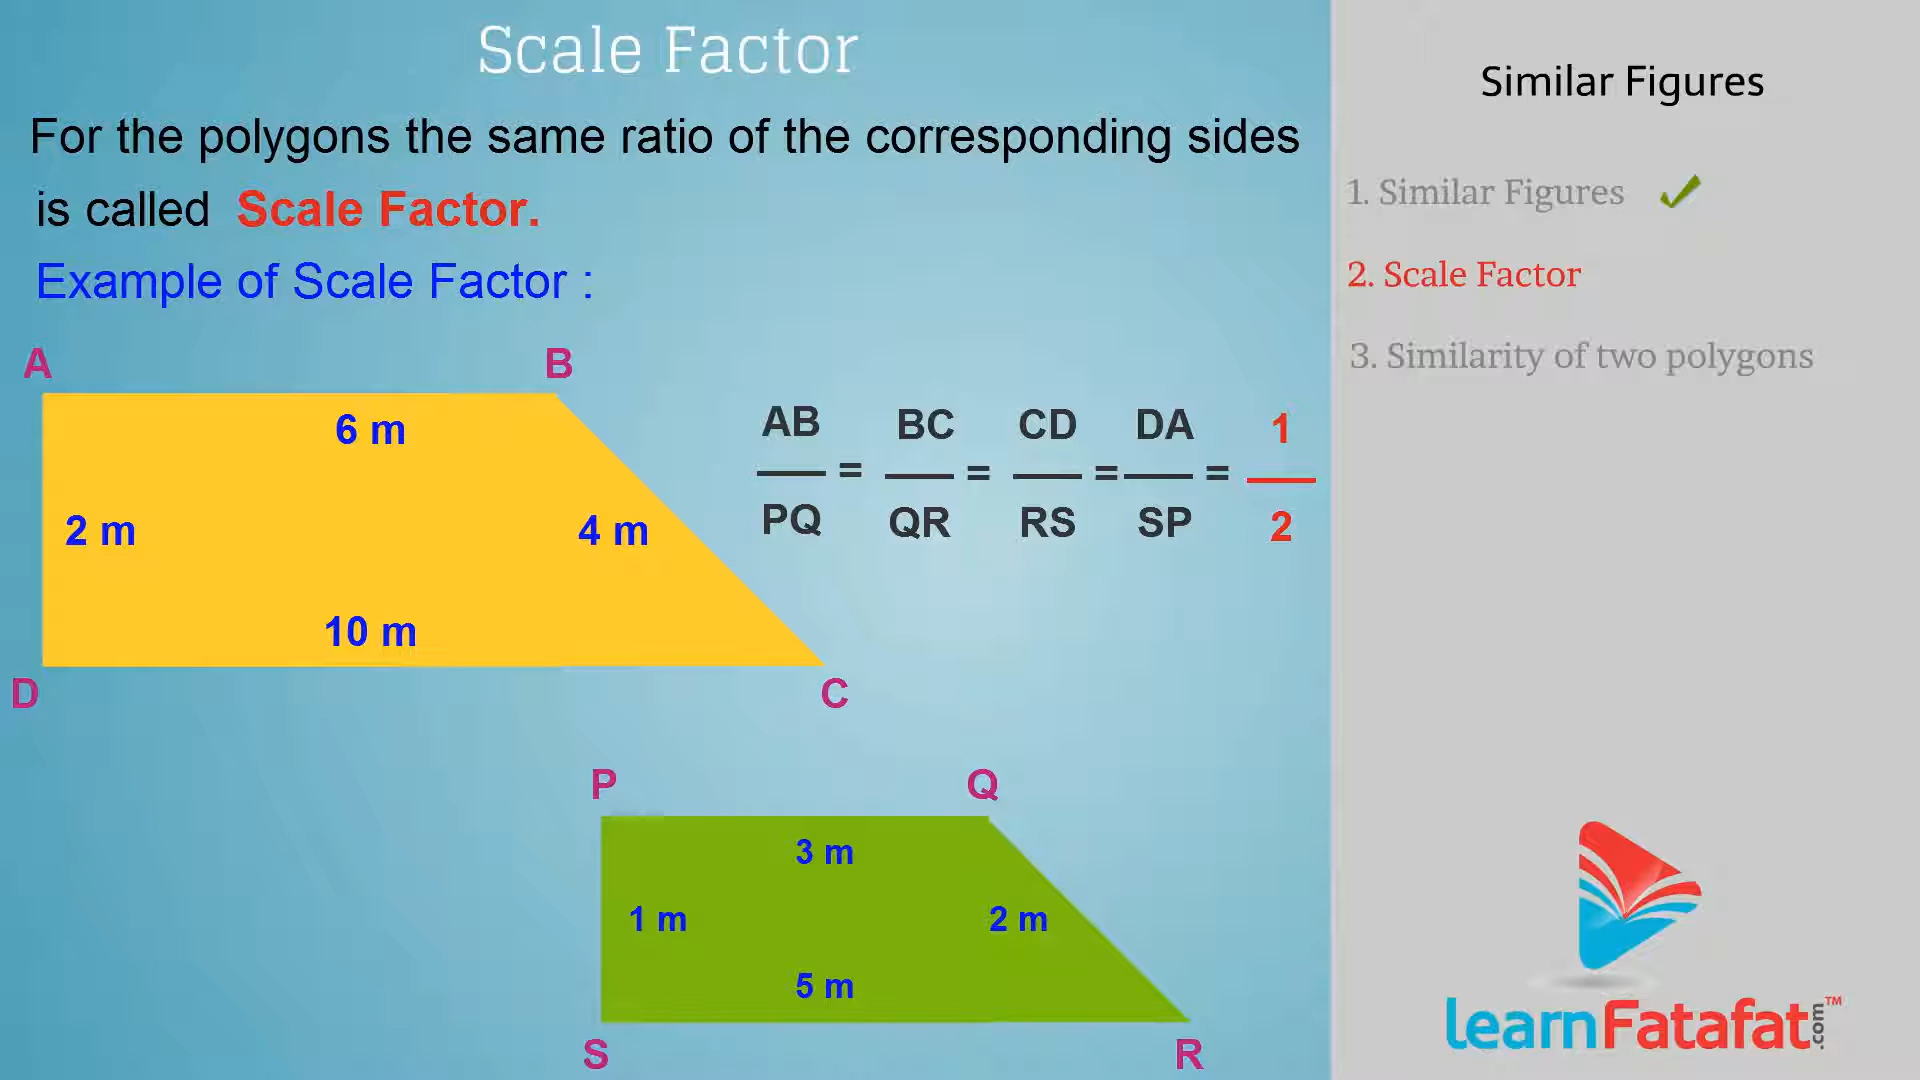 Scale Factor
For the polygons the same ratio of the corresponding sides
is called Scale Factor.
Example of Scale Factor :
A
B
6 m
2 m
4 m
10 m
D
C
AB BC CD DA 1
= = = =
PQ QR RS SP 2
P
Q
3 m
1 m
2 m
5 m
S
R
Similar Figures
1. Similar Figures
2. Scale Factor
3. Similarity of two polygons
learnFatafat.com™